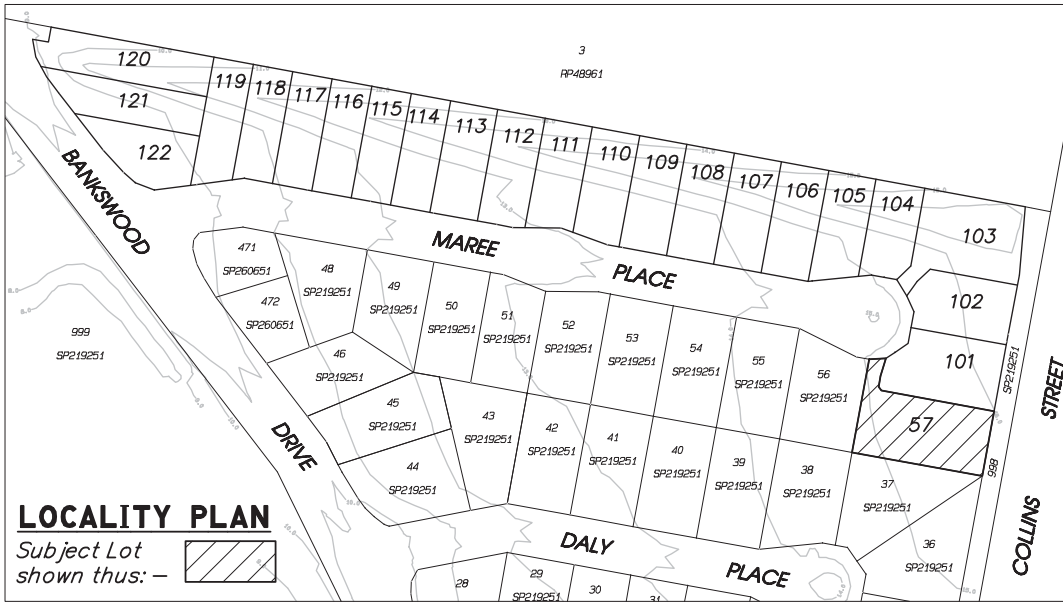 3
RP48961
120
119
118
117
116
115
114
113
112
111
110
109
108
107
106
105
104
103
121
122
102
101
57
BANKSWOOD
DRIVE
MAREE
PLACE
471
SP260651
472
SP260651
48
SP219251
49
SP219251
50
SP219251
51
SP219251
52
SP219251
53
SP219251
54
SP219251
55
SP219251
56
SP219251
46
SP219251
45
SP219251
44
SP219251
43
SP219251
42
SP219251
41
SP219251
40
SP219251
39
SP219251
38
SP219251
37
SP219251
36
SP219251
999
SP219251
998
SP219251
COLLINS
STREET
DALY
PLACE
28
29
SP219251
30
31
LOCALITY PLAN
Subject Lot
shown thus: –